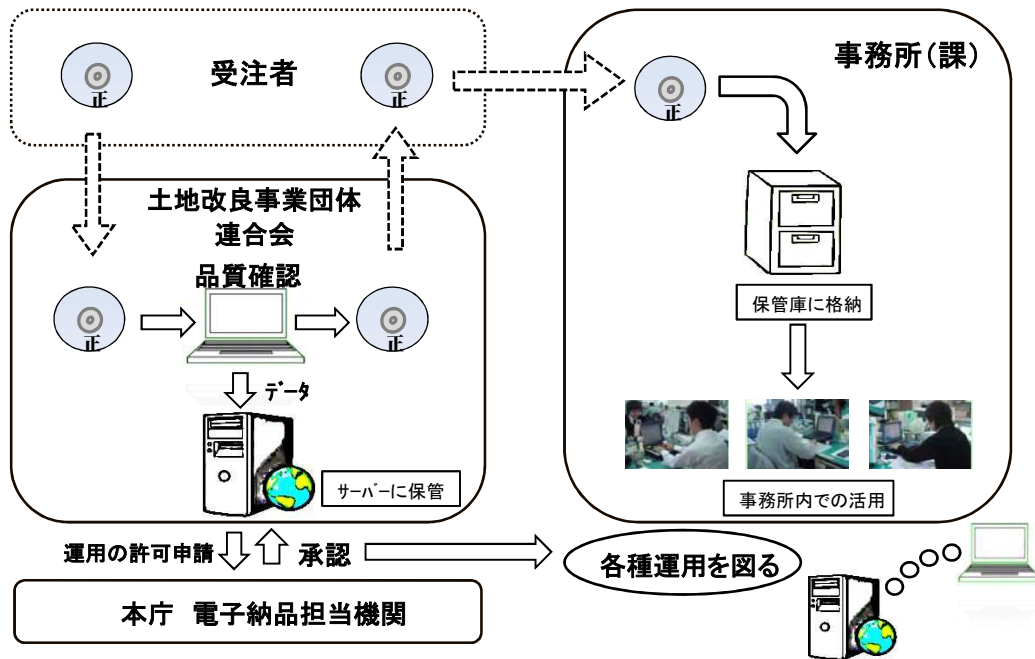 正
受注者
正
事務所（課）
正
土地改良事業団体
連合会
品質確認
正
正
データ
サーバーに保管
保管庫に格納
事務所内での活用
運用の許可申請
承認
各種運用を図る
本庁　電子納品担当機関